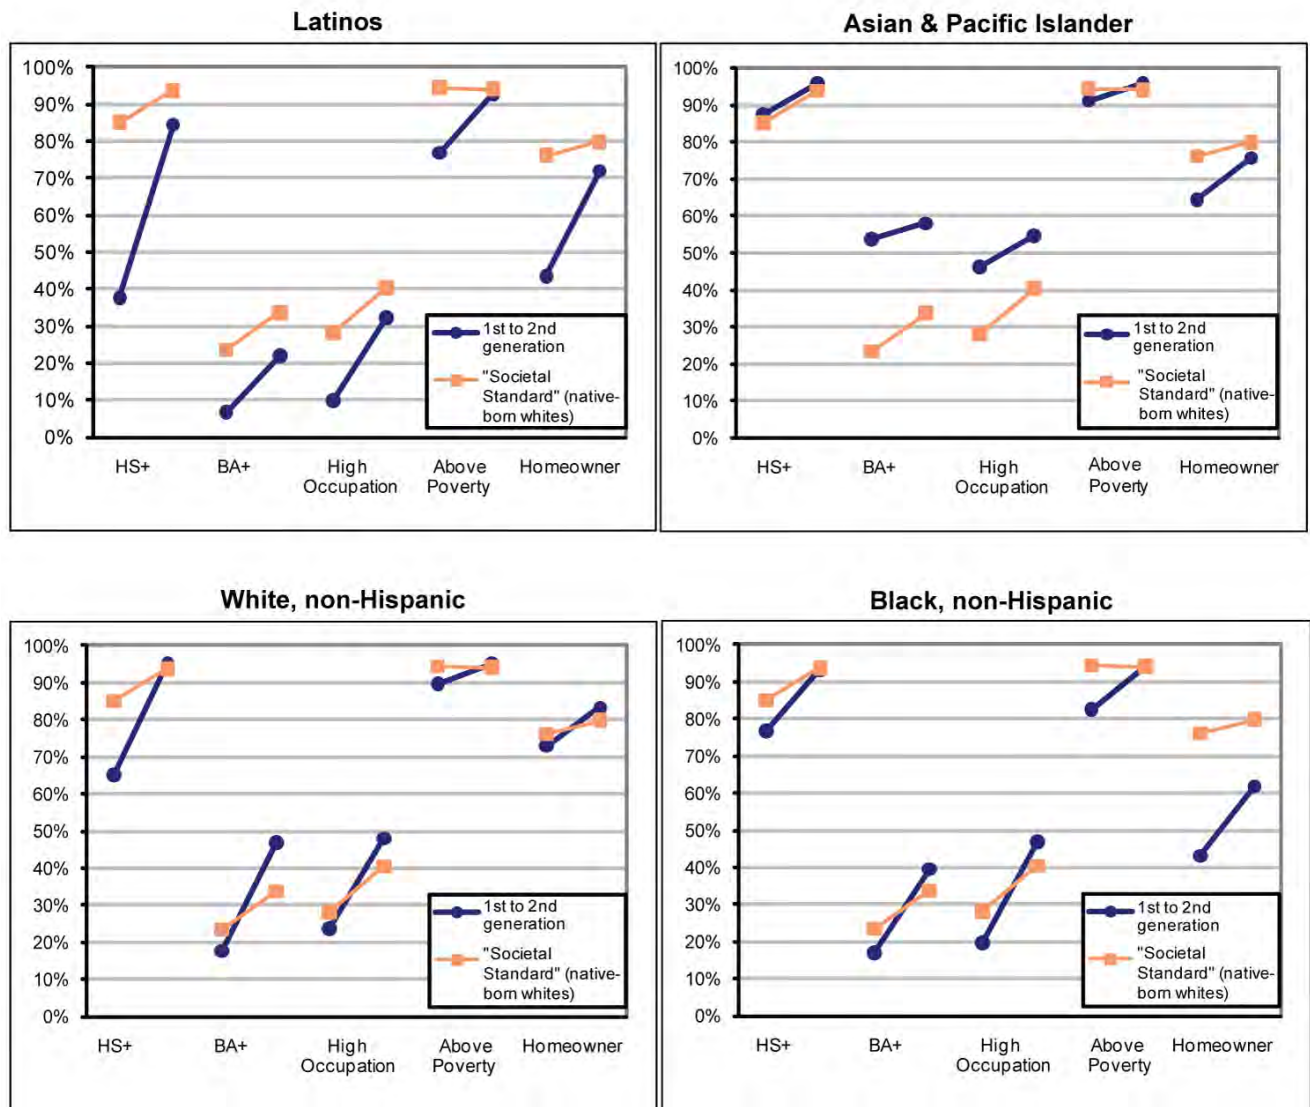 Latinos
100%
90%
80%
70%
60%
50%
40%
30%
20%
10%
0%
1st to 2nd
generation
"Societal
Standard" (native-
born whites)
HS+
BA+
High
Occupation
Above
Poverty
Homeowner
Asian & Pacific Islander
100%
90%
80%
70%
60%
50%
40%
30%
20%
10%
0%
1st to 2nd
generation
"Societal
Standard" (native-
born whites)
HS+
BA+
High
Occupation
Above
Poverty
Homeowner
White, non-Hispanic
100%
90%
80%
70%
60%
50%
40%
30%
20%
10%
0%
1st to 2nd
generation
"Societal
Standard" (native-
born whites)
HS+
BA+
High
Occupation
Above
Poverty
Homeowner
Black, non-Hispanic
100%
90%
80%
70%
60%
50%
40%
30%
20%
10%
0%
1st to 2nd
generation
"Societal
Standard" (native-
born whites)
HS+
BA+
High
Occupation
Above
Poverty
Homeowner